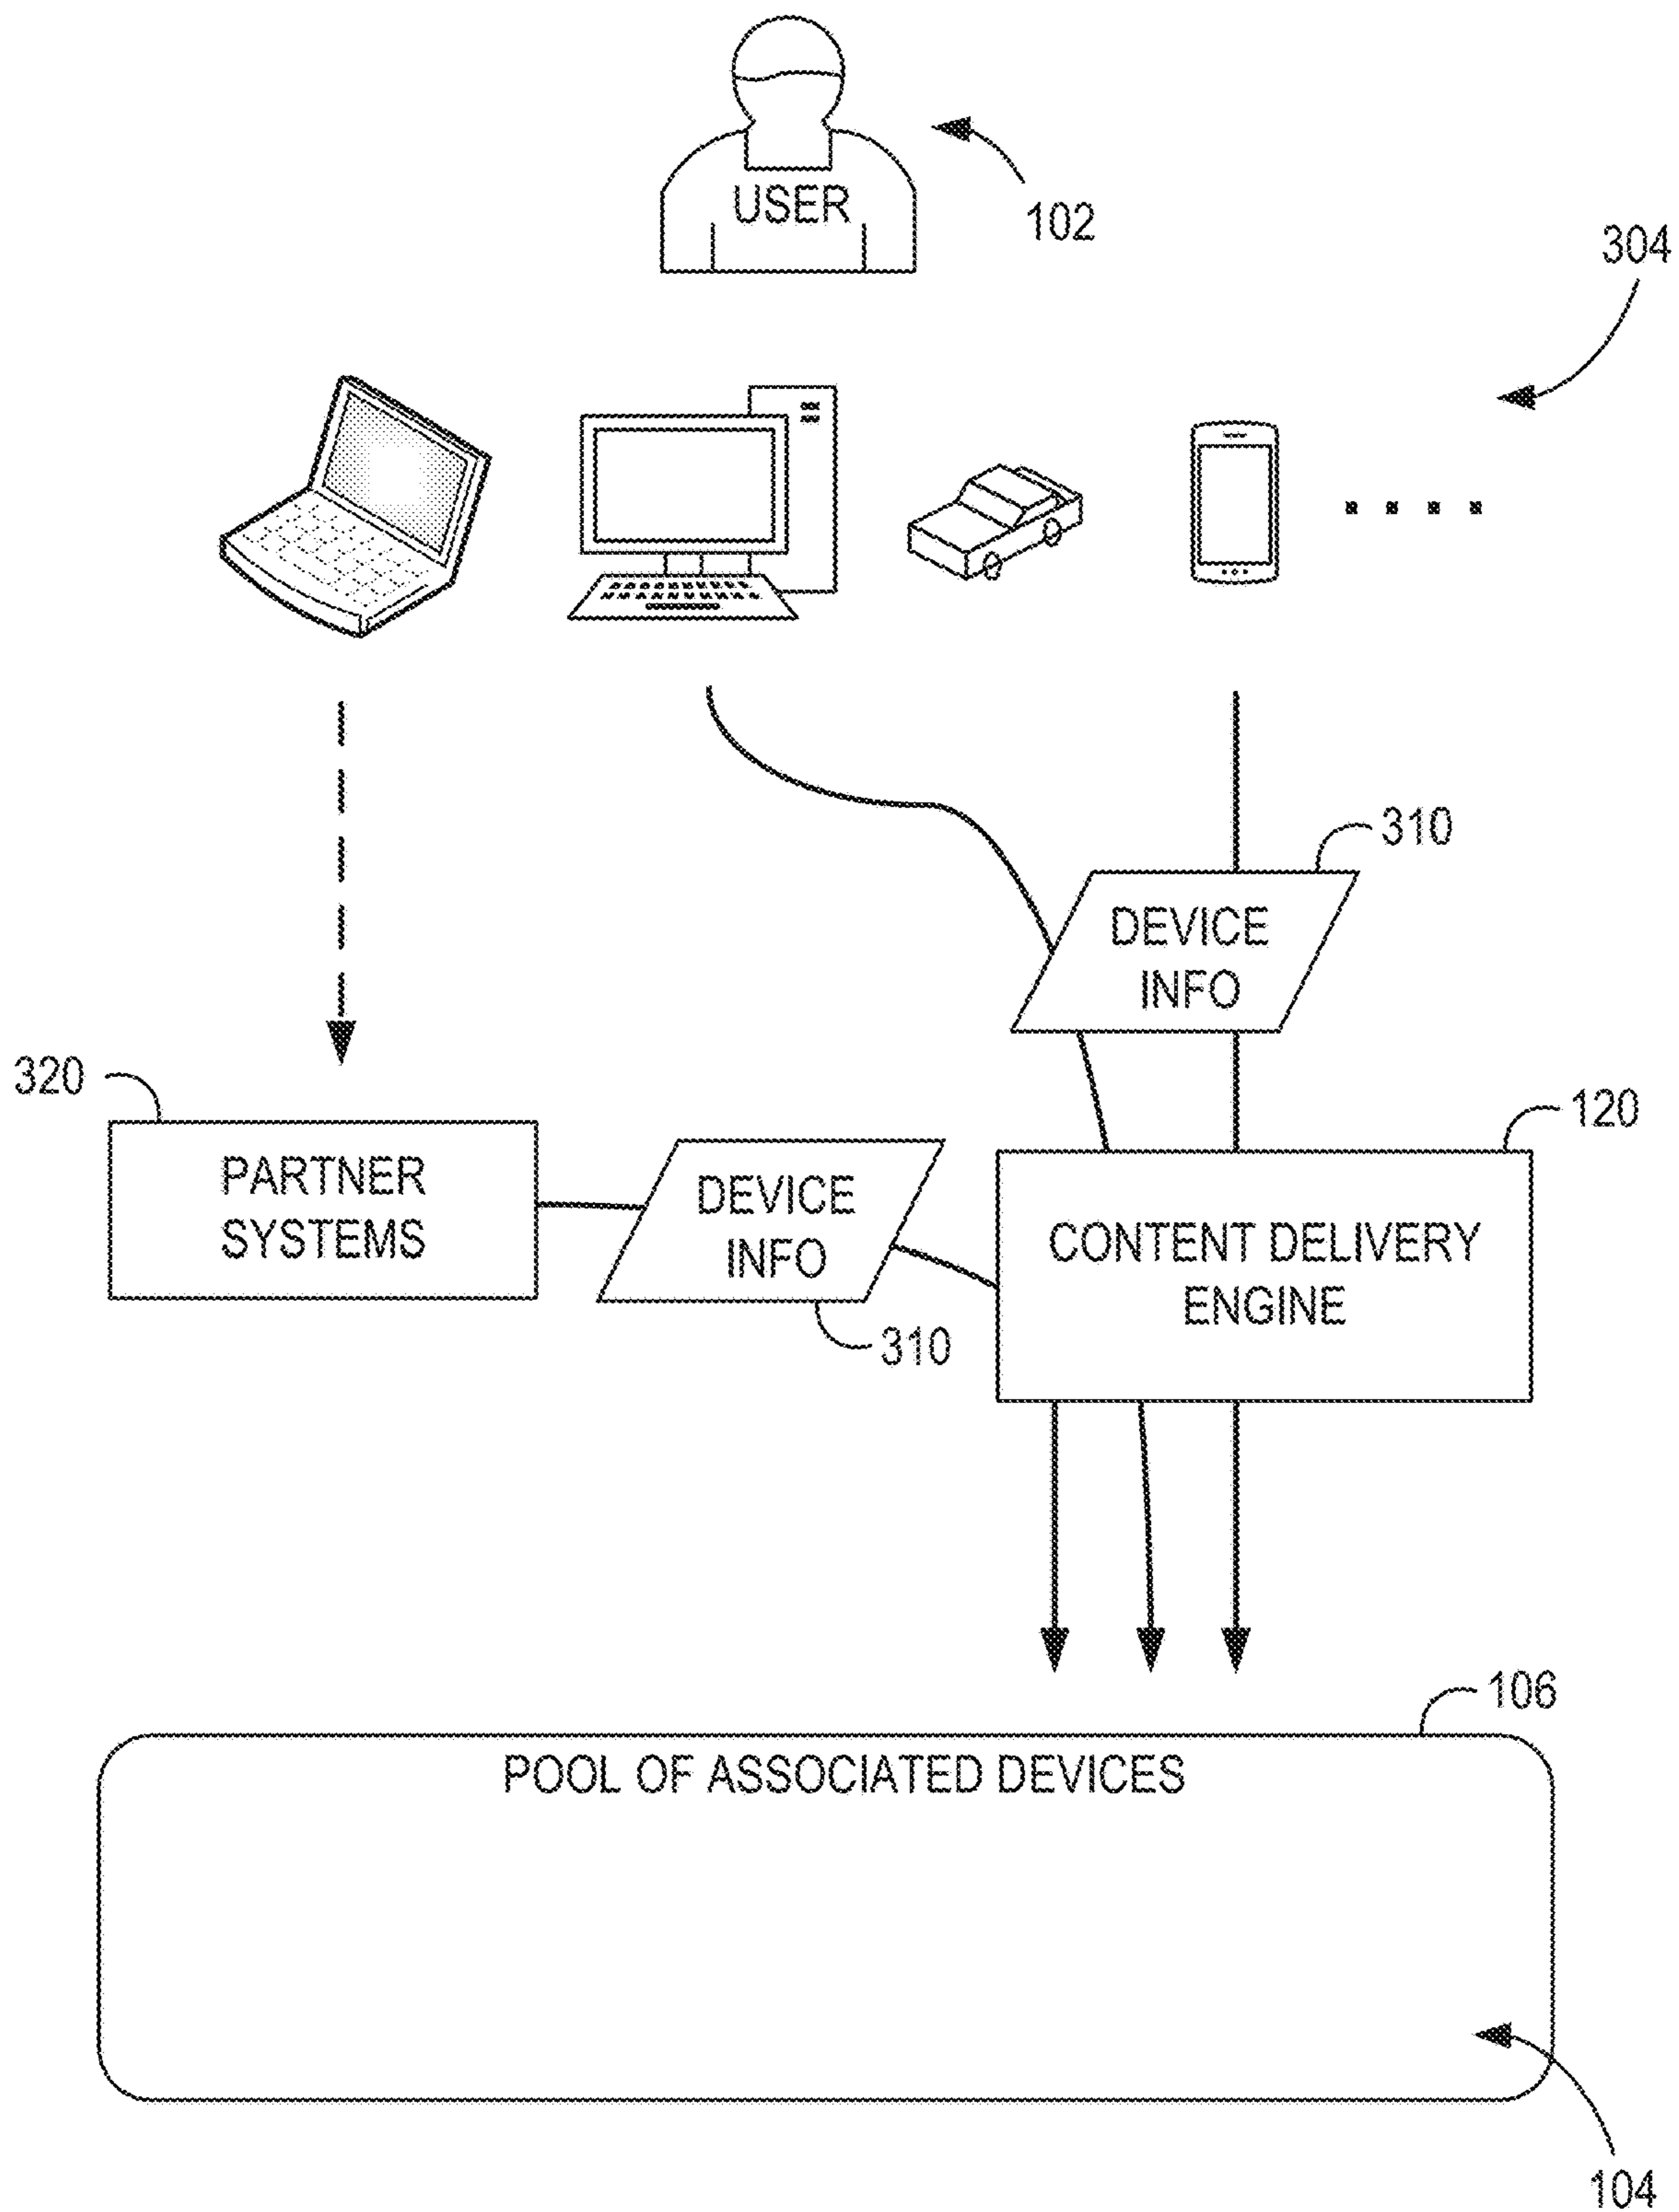 USER
102
304
310
DEVICE
INFO
320
120
PARTNER
SYSTEMS
DEVICE
INFO
CONTENT DELIVERY
ENGINE
310
106
POOL OF ASSOCIATED DEVICES
104